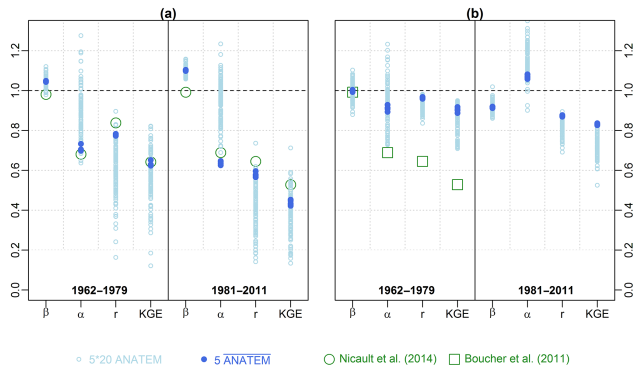 (a) (b)
1.2 1.0 0.8 0.6 0.4 0.2 0.0
1962−1979 1981−2011 1962−1979 1981−2011
β α r KGE β α r KGE β α r KGE β α r KGE
5*20 ANATEM 5 ANATEM Nicault et al. (2014) Boucher et al. (2011)